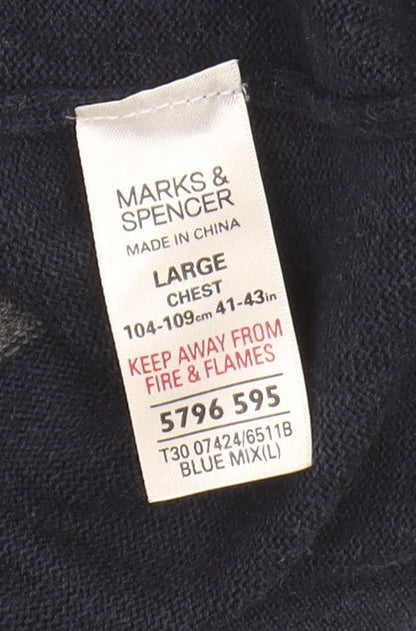 MARKS &
SPENCER
MADE IN CHINA
LARGE
CHEST
104-109cm 41-43in
KEEP AWAY FROM
FIRE & FLAMES
5796 595
T30 07424/6511B
BLUE MIX(L)